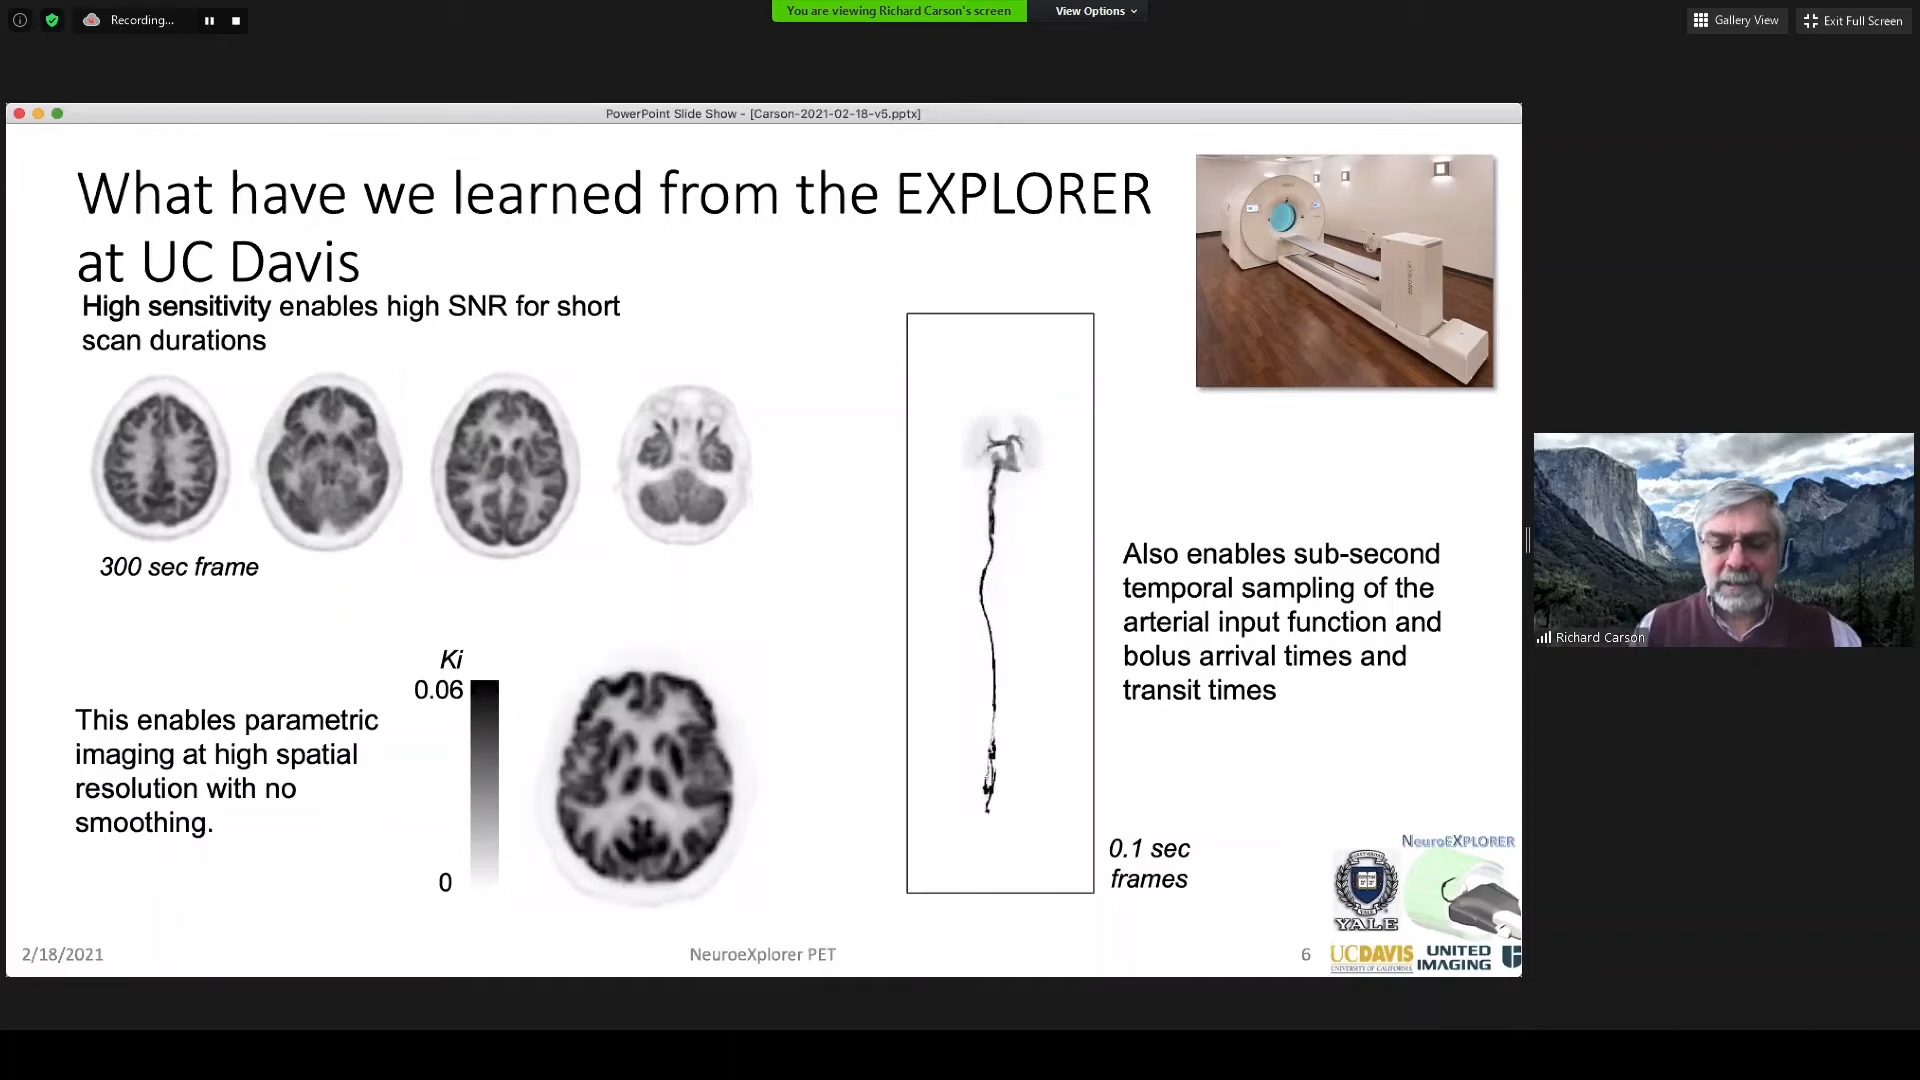 Recording...
You are viewing Richard Carson's screen
View Options
Gallery View
Exit Full Screen
PowerPoint Slide Show - [Carson-2021-02-18-v5.pptx]
What have we learned from the EXPLORER
at UC Davis
High sensitivity enables high SNR for short
scan durations
300 sec frame
Ki
0.06
0
This enables parametric
imaging at high spatial
resolution with no
smoothing.
Also enables sub-second
temporal sampling of the
arterial input function and
bolus arrival times and
transit times
0.1 sec
frames
Richard Carson
NeuroEXPLORER
YALE
UCDAVIS
UNIVERSITY OF CALIFORNIA
UNITED
IMAGING
2/18/2021
NeuroeXplorer PET
6